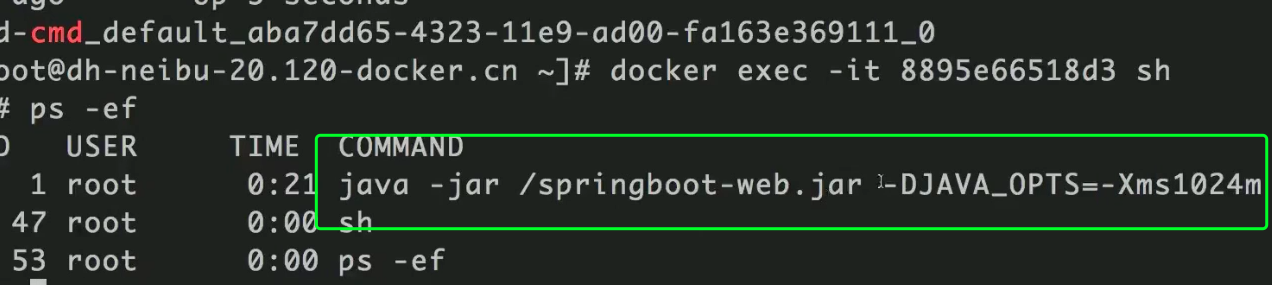 d-cmd_default_aba7dd65-4323-11e9-ad00-fa163e369111_0
oot@dh-neibu-20.120-docker.cn ~]# docker exec -it 8895e66518d3 sh
# ps -ef
D USER TIME COMMAND
1 root 0:21 java -jar /springboot-web.jar --DJAVA_OPTS=-Xms1024m
47 root 0:00 sh
53 root 0:00 ps -ef